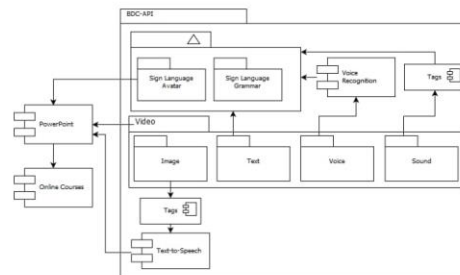 BDC-API
Sign Language
Avatar
Sign Language
Grammar
Voice
Recognition
Tags
PowerPoint
Video
Image
Text
Voice
Sound
Online Courses
Tags
Text-to-Speech